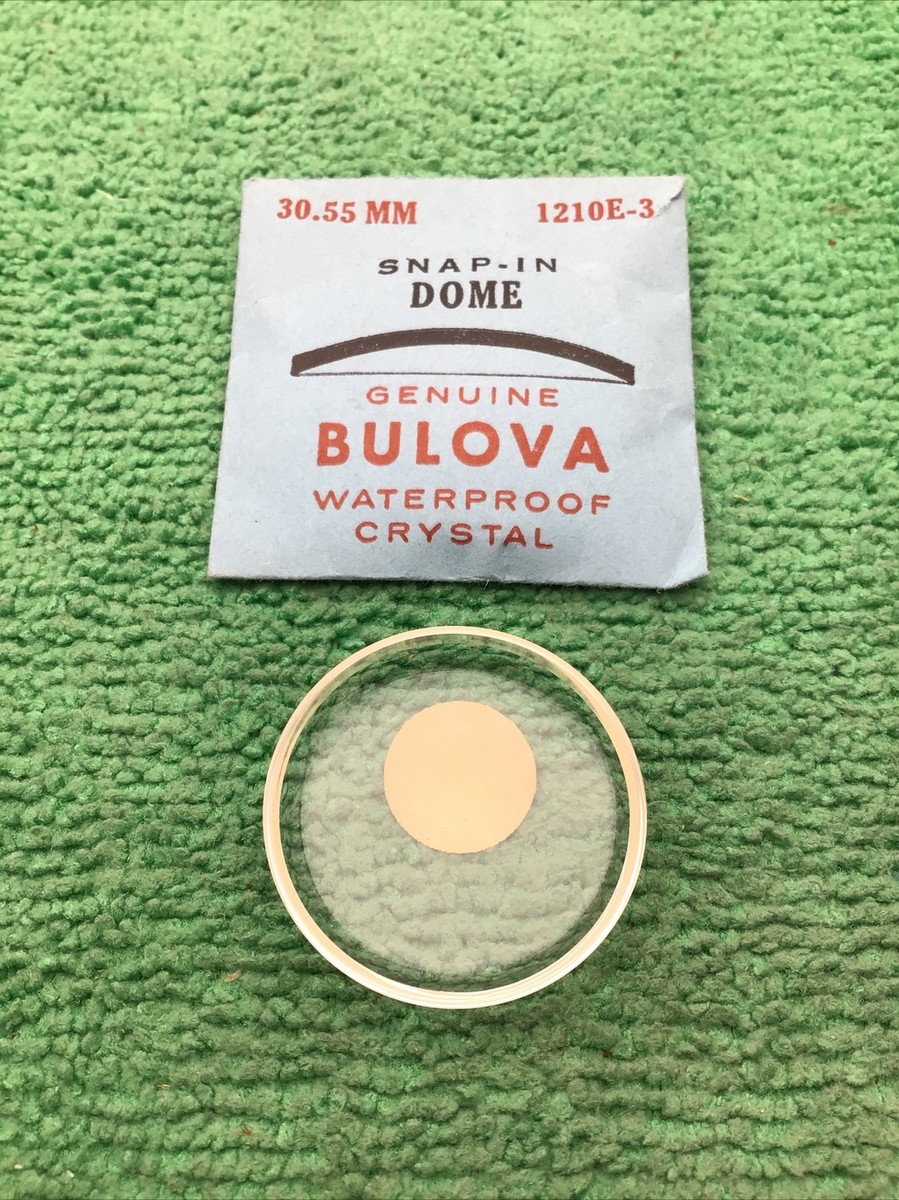 30.55 MM 1210E-3
SNAP-IN
DOME
GENUINE
BULOVA
WATERPROOF
CRYSTAL